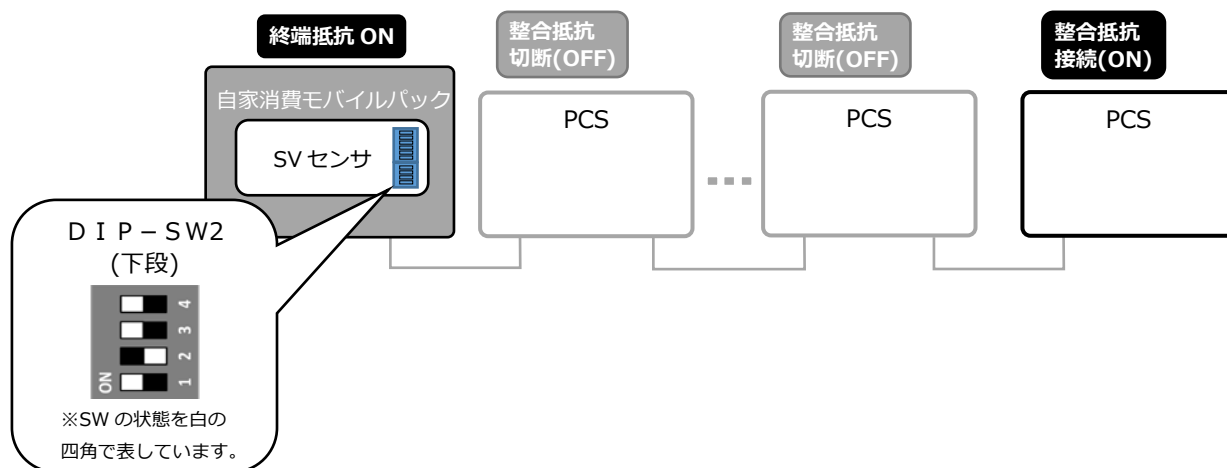 終端抵抗 ON
整合抵抗
切断(OFF)
整合抵抗
切断(OFF)
整合抵抗
接続(ON)
自家消費モバイルパック
SV センサ
PCS
PCS
PCS
ＤＩＰ－ＳＷ2
(下段)
4
3
2
1
ON
※SW の状態を白の
四角で表しています。